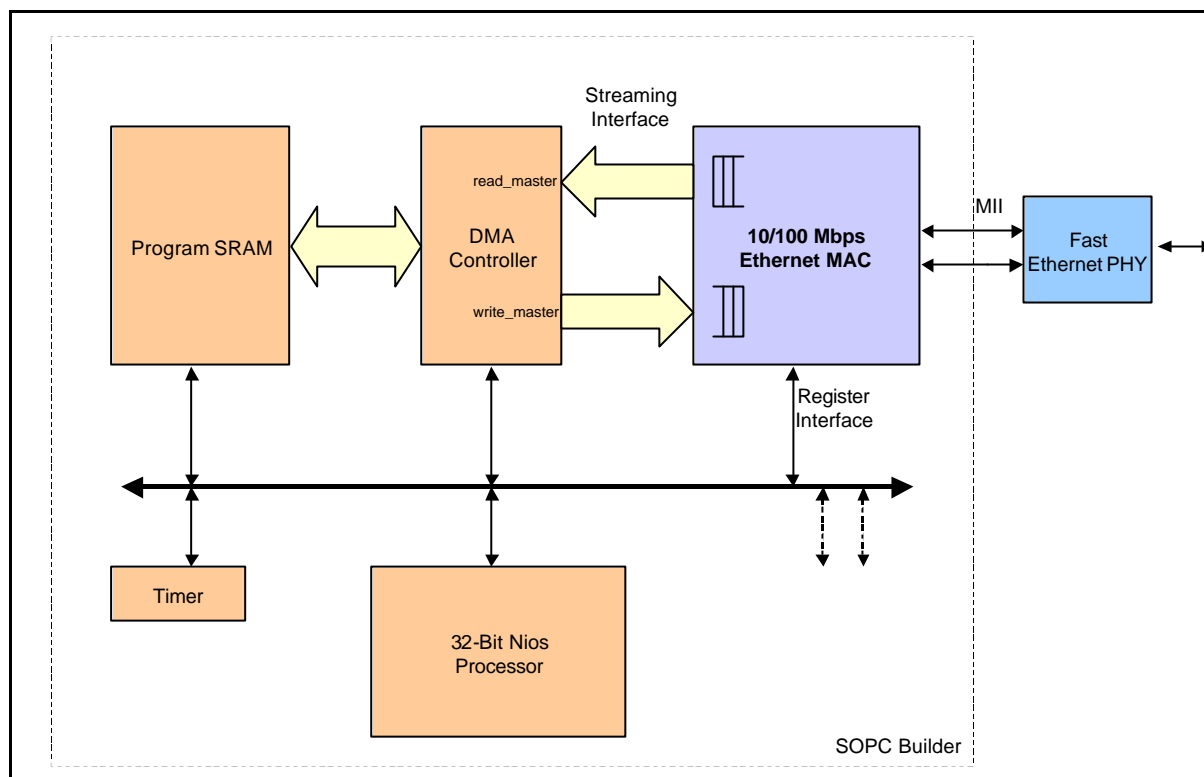 Streaming
Interface
Program SRAM
read_master
DMA
Controller
write_master
10/100 Mbps
Ethernet MAC
MII
Fast
Ethernet PHY
Register
Interface
Timer
32-Bit Nios
Processor
SOPC Builder